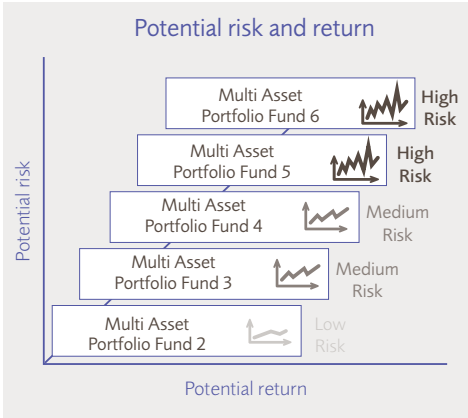 Potential risk and return
Potential risk
Multi Asset
Portfolio Fund 6
High
Risk
Multi Asset
Portfolio Fund 5
High
Risk
Multi Asset
Portfolio Fund 4
Medium
Risk
Multi Asset
Portfolio Fund 3
Medium
Risk
Multi Asset
Portfolio Fund 2
Low
Risk
Potential return